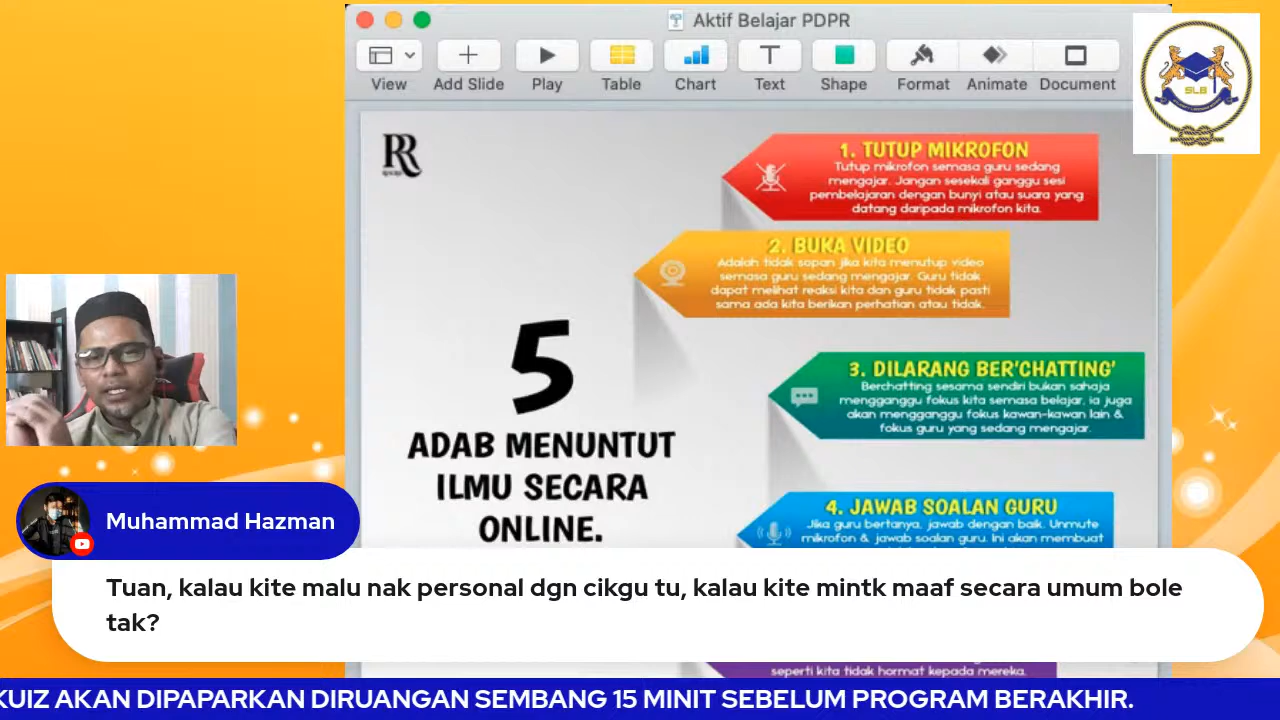 Aktif Belajar PDPR
View
Add Slide
Play
Table
Chart
Text
Shape
Format
Animate
Document
SLB
RR
1. TUTUP MIKROFON
Tutup mikrofon semasa guru sedang
mengajar. Jangan sesekali ganggu sesi
pembelajaran dengan bunyi atau suara yang
datang daripada mikrofon kita.
2. BUKA VIDEO
Adalah tidak sopan jika kita menutup video
semasa guru sedang mengajar. Guru tidak
dapat melihat reaksi kita dan guru tidak pasti
sama ada kita berikan perhatian atau tidak.
5
ADAB MENUNTUT
ILMU SECARA
ONLINE.
3. DILARANG BER'CHATTING'
Berchatting sesama sendiri bukan sahaja
mengganggu fokus kita semasa belajar, ia juga
akan mengganggu fokus kawan-kawan lain &
fokus guru yang sedang mengajar.
4. JAWAB SOALAN GURU
Jika guru bertanya, jawab dengan baik. Unmute
mikrofon & jawab soalan guru. Ini akan membuat
Muhammad Hazman
Tuan, kalau kite malu nak personal dgn cikgu tu, kalau kite mintk maaf secara umum bole
tak?
seperti kita tidak hormat kepada mereka.
KUIZ AKAN DIPAPARKAN DIRUANGAN SEMBANG 15 MINIT SEBELUM PROGRAM BERAKHIR.